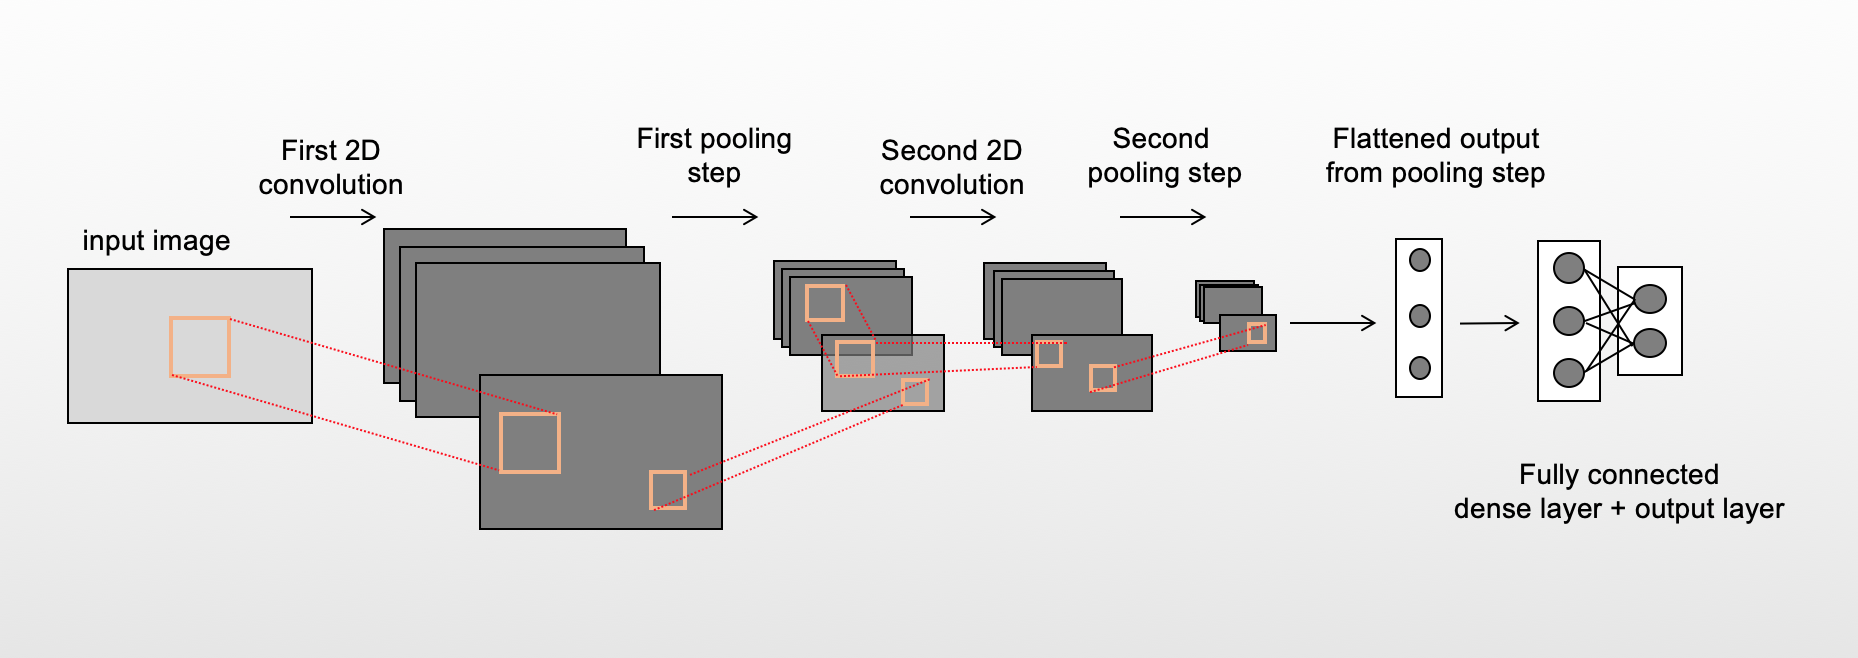 input image
First 2D
convolution
First pooling
step
Second 2D
convolution
Second
pooling step
Flattened output
from pooling step
Fully connected
dense layer + output layer